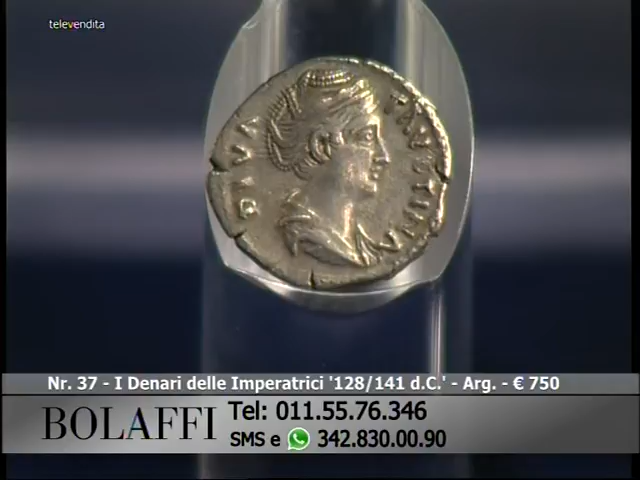 televendita
DIVA FAVSTINA
Nr. 37 - I Denari delle Imperatrici '128/141 d.C.' - Arg. - € 750
BOLAFFI
Tel: 011.55.76.346
SMS e 342.830.00.90